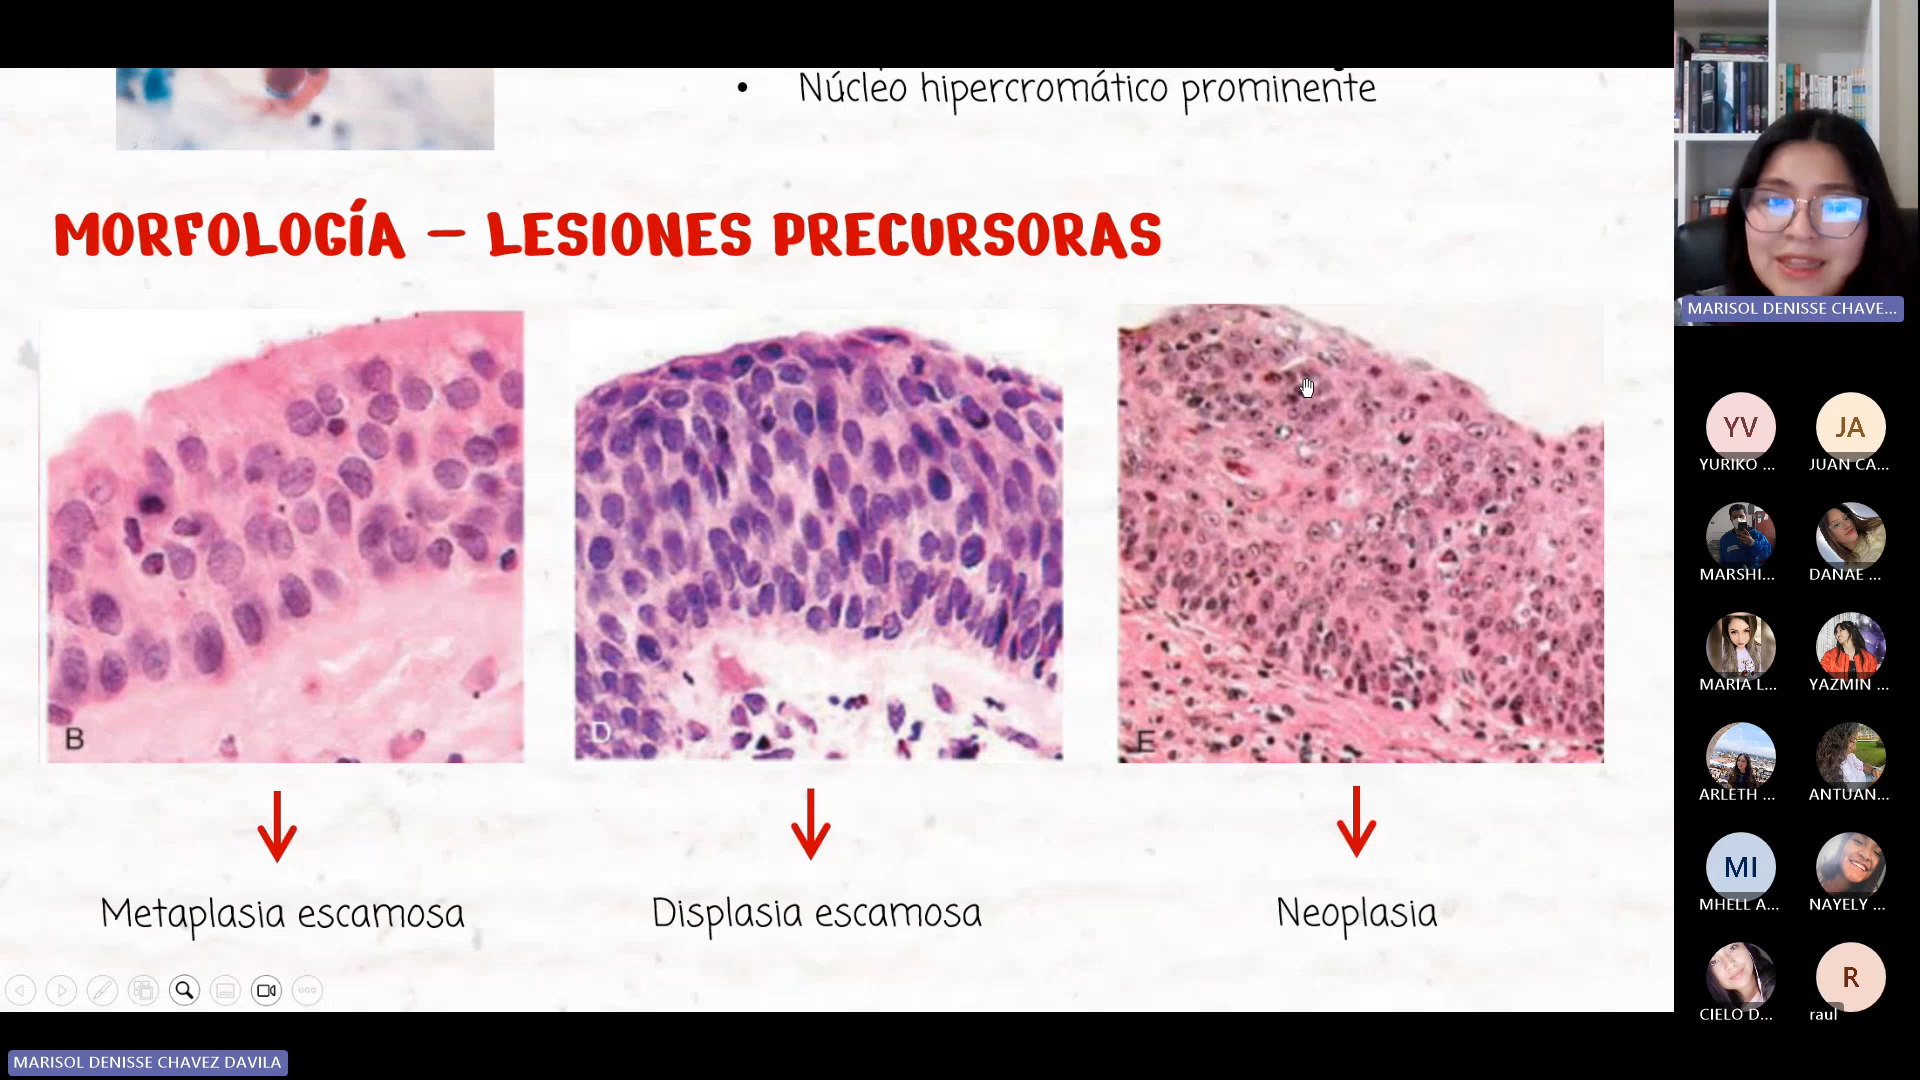 • Núcleo hipercromático prominente
MORFOLOGÍA – LESIONES PRECURSORAS
B
D
E
Metaplasia escamosa
Displasia escamosa
Neoplasia
MARISOL DENISSE CHAVE...
YV
JA
YURIKO ...
JUAN CA...
MARSHI...
DANAE ...
MARIA L...
YAZMIN ...
ARLETH ...
ANTUAN...
MI
MHELL A...
NAYELY ...
R
CIELO D...
raul
MARISOL DENISSE CHAVEZ DAVILA